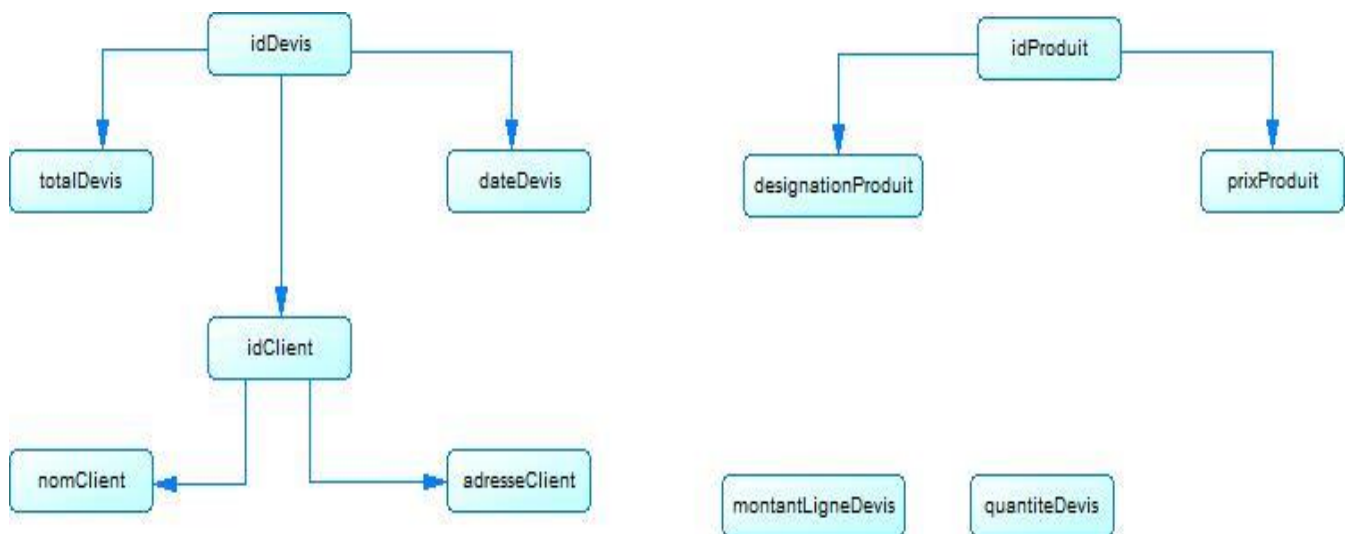 idDevis
idProduit
totalDevis
dateDevis
designationProduit
prixProduit
idClient
nomClient
adresseClient
montantLigneDevis
quantiteDevis